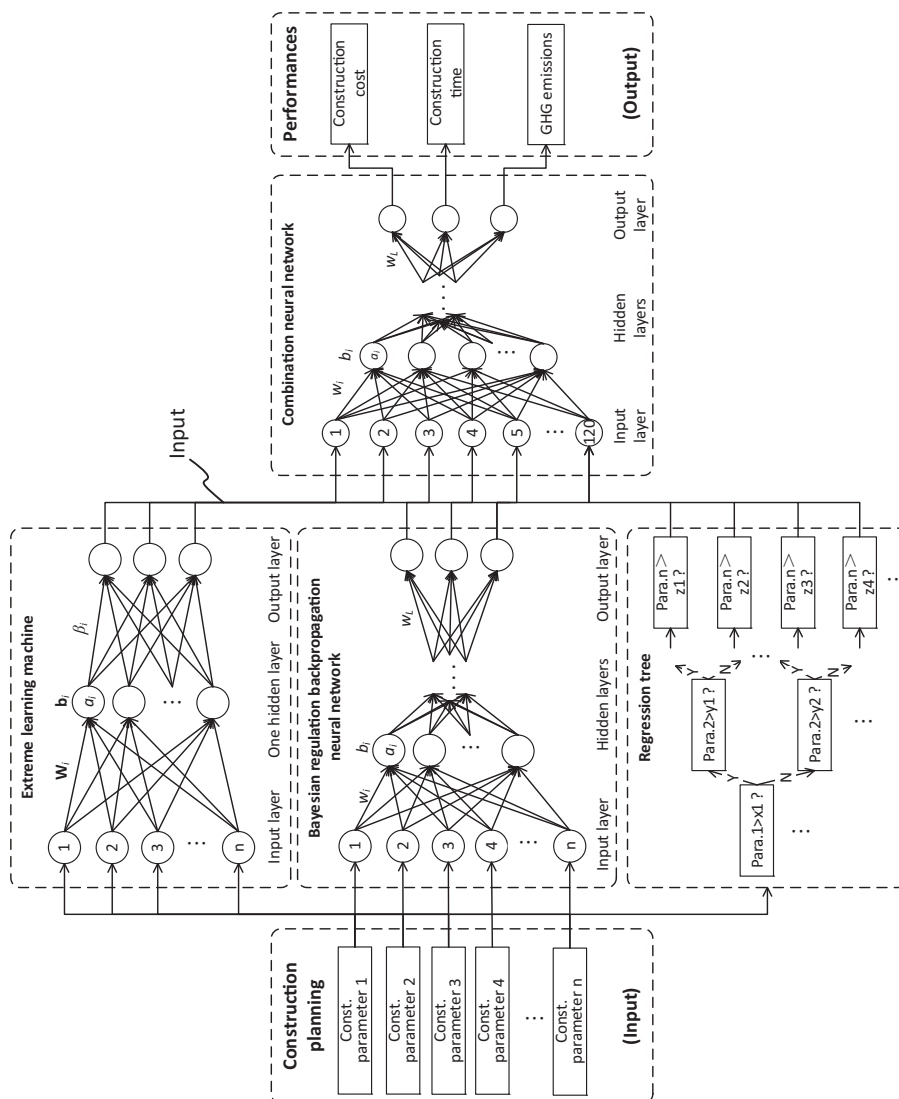 Construction
planning
Const.
parameter 1
Const.
parameter 2
Const.
parameter 3
Const.
parameter 4
...
Const.
parameter n
(Input)
Extreme learning machine
1
2
3
...
n
W_i
b_i
a_i
...
β_i
Input layer
One hidden layer
Output layer
Bayesian regulation backpropagation
neural network
1
2
3
4
...
n
w_i
b_i
a_i
...
...
w_L
Input layer
Hidden layers
Output layer
Regression tree
Para.1>x1 ?
...
Y
N
Para.2>y1 ?
Para.2>y2 ?
...
Y
N
Y
N
...
Para.n>
z1 ?
Para.n>
z2 ?
Para.n>
z3 ?
Para.n>
z4 ?
...
Input
Combination neural network
1
2
3
4
5
...
120
w_i
b_i
a_i
...
...
w_L
Input
layer
Hidden
layers
Output
layer
Performances
Construction
cost
Construction
time
GHG emissions
(Output)